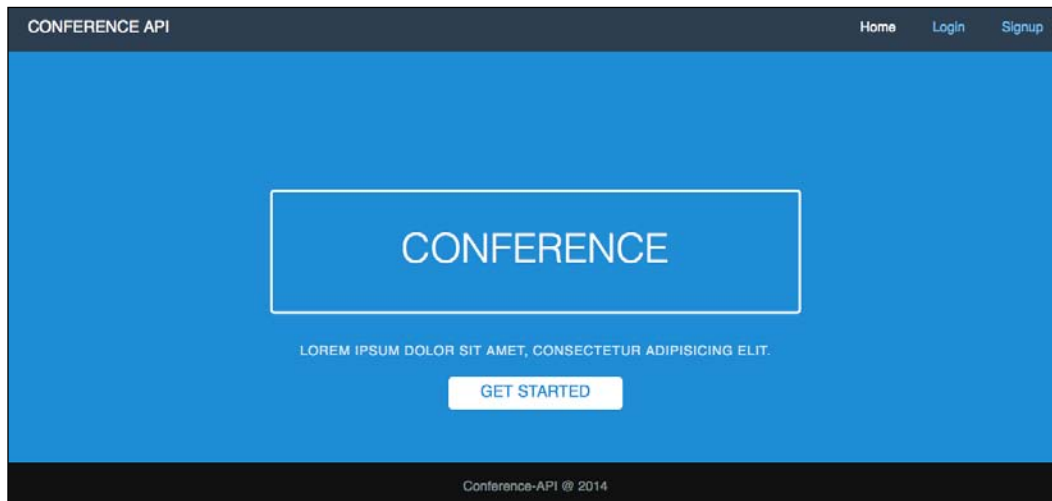 CONFERENCE API
Home Login Signup
CONFERENCE
LOREM IPSUM DOLOR SIT AMET, CONSECTETUR ADIPISICING ELIT.
GET STARTED
Conference-API @ 2014